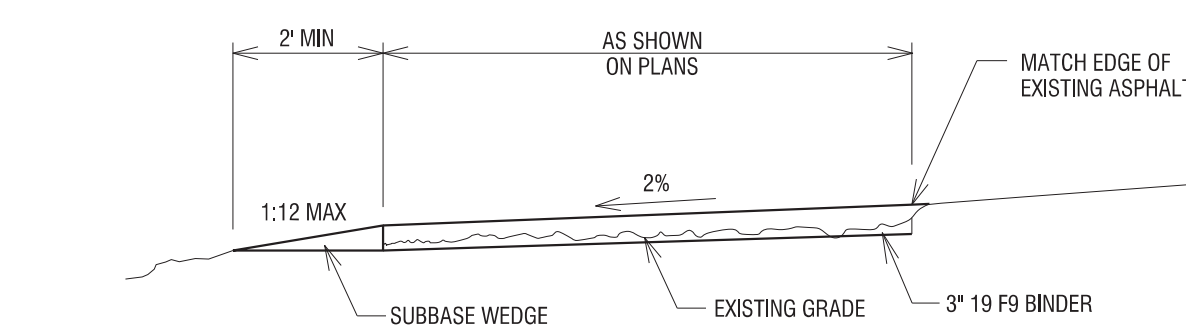 2' MIN
AS SHOWN
ON PLANS
MATCH EDGE OF
EXISTING ASPHALT
2%
1:12 MAX
SUBBASE WEDGE
EXISTING GRADE
3" 19 F9 BINDER